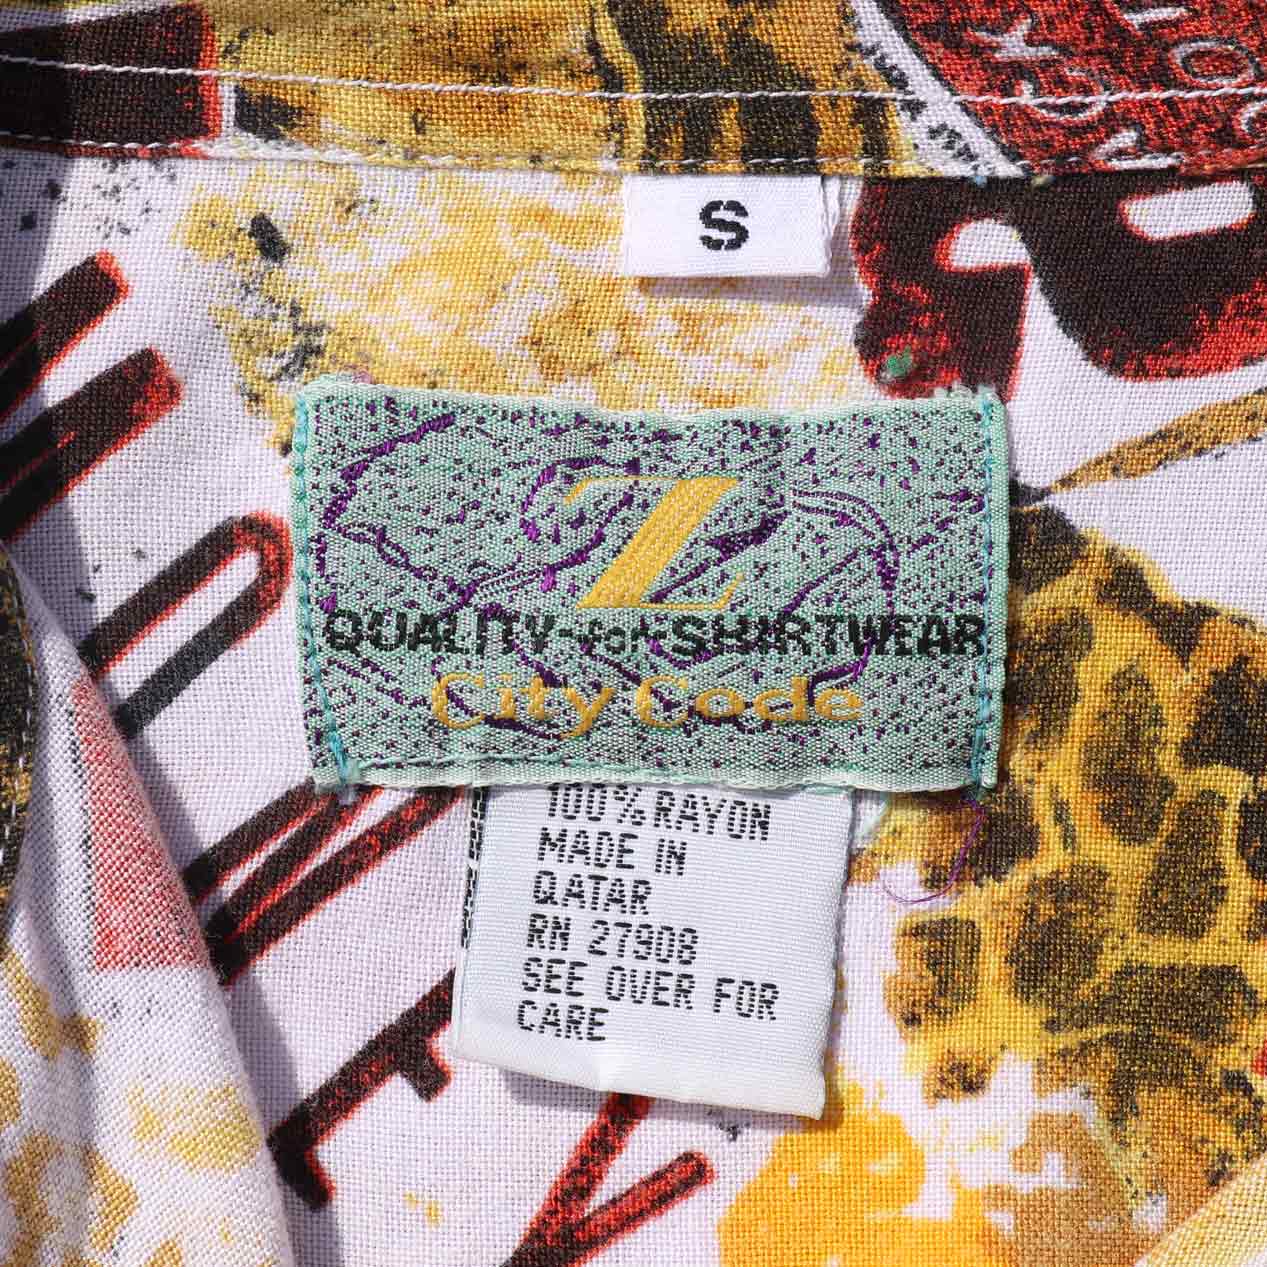 S
Z
QUALITY-for-SHIRTWEAR
City Code
100% RAYON
MADE IN
QATAR
RN 27908
SEE OVER FOR
CARE